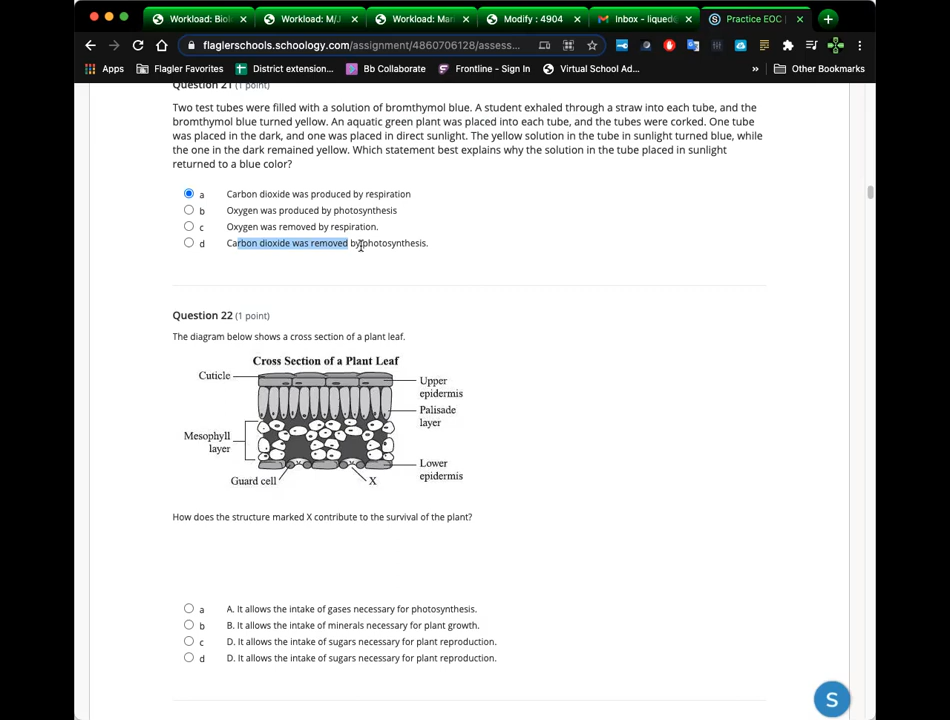 Workload: Biol
Workload: M/J
Workload: Mar
Modify : 4904
Inbox - liqued
Practice EOC
flaglerschools.schoology.com/assignment/4860706128/assess...
Apps
Flagler Favorites
District extension...
Bb Collaborate
Frontline - Sign In
Virtual School Ad...
»
Other Bookmarks
Question 21 (1 point)
Two test tubes were filled with a solution of bromthymol blue. A student exhaled through a straw into each tube, and the
bromthymol blue turned yellow. An aquatic green plant was placed into each tube, and the tubes were corked. One tube
was placed in the dark, and one was placed in direct sunlight. The yellow solution in the tube in sunlight turned blue, while
the one in the dark remained yellow. Which statement best explains why the solution in the tube placed in sunlight
returned to a blue color?
a Carbon dioxide was produced by respiration
b Oxygen was produced by photosynthesis
c Oxygen was removed by respiration.
d Carbon dioxide was removed by photosynthesis.
Question 22 (1 point)
The diagram below shows a cross section of a plant leaf.
Cross Section of a Plant Leaf
Cuticle
Upper
epidermis
Palisade
layer
Mesophyll
layer
Lower
epidermis
Guard cell
X
How does the structure marked X contribute to the survival of the plant?
a A. It allows the intake of gases necessary for photosynthesis.
b B. It allows the intake of minerals necessary for plant growth.
c D. It allows the intake of sugars necessary for plant reproduction.
d D. It allows the intake of sugars necessary for plant reproduction.
S